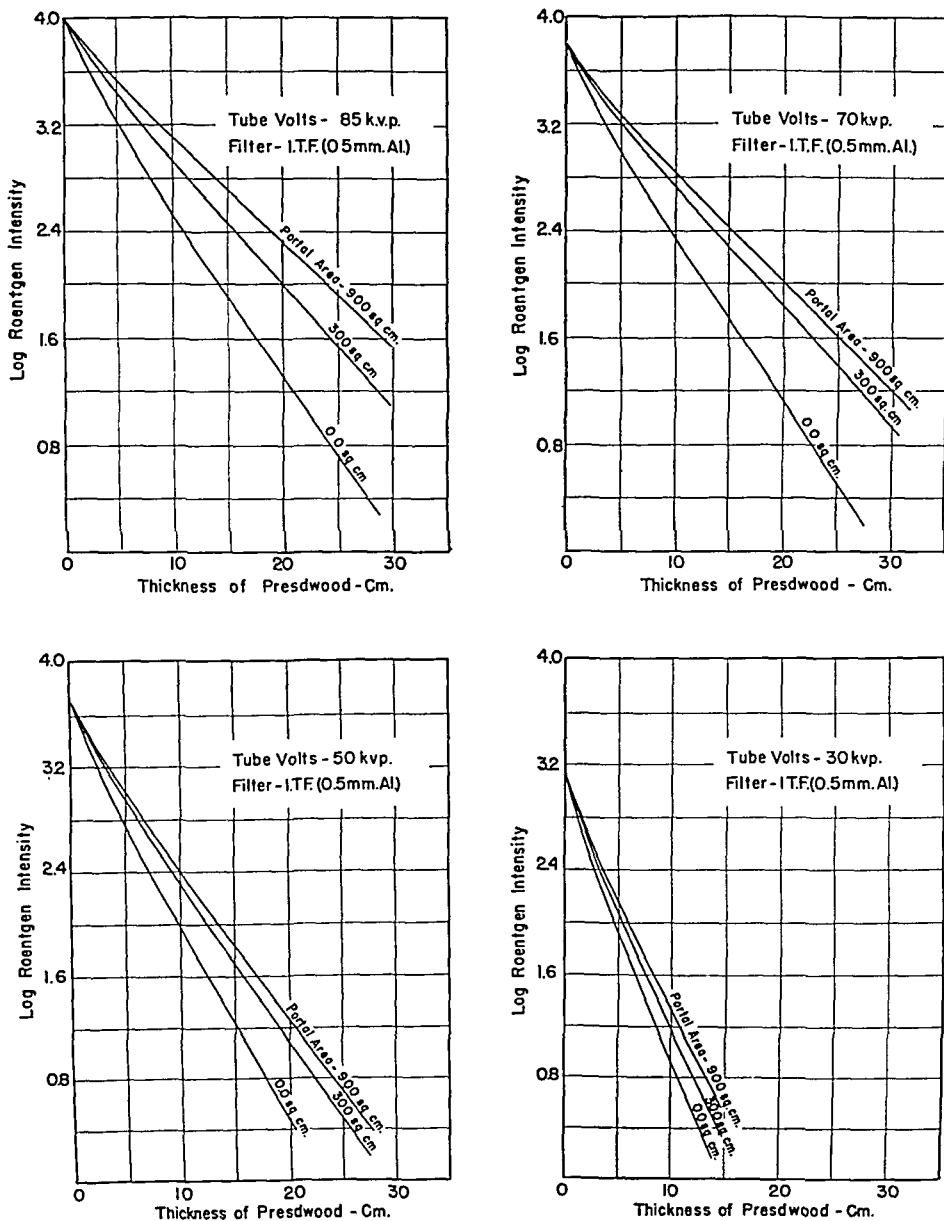 4.0
3.2
2.4
1.6
0.8
Log Roentgen Intensity
Tube Volts - 85 k.v.p.
Filter - I.T.F. (0.5mm. Al.)
Portal Area - 900 sq cm.
300 sq. cm
0.0 sq cm
0 10 20 30
Thickness of Presdwood - Cm.
4.0
3.2
2.4
1.6
0.8
Log Roentgen Intensity
Tube Volts - 70 kvp.
Filter - I.T.F. (0.5mm. Al.)
Portal Area - 900 sq cm.
300 sq. cm.
0.0 sq cm.
0 10 20 30
Thickness of Presdwood - Cm.
4.0
3.2
2.4
1.6
0.8
Log Roentgen Intensity
Tube Volts - 50 kvp.
Filter - I.T.F. (0.5mm. Al.)
Portal Area - 900 sq cm.
300 sq cm
0.0 sq cm.
0 10 20 30
Thickness of Presdwood - Cm.
4.0
3.2
2.4
1.6
0.8
Log Roentgen Intensity
Tube Volts - 30 kvp.
Filter - I T.F. (0.5mm. Al.)
Portal Area - 900 sq cm.
300 sq cm.
0.0 sq cm.
0 10 20 30
Thickness of Presdwood - Cm.